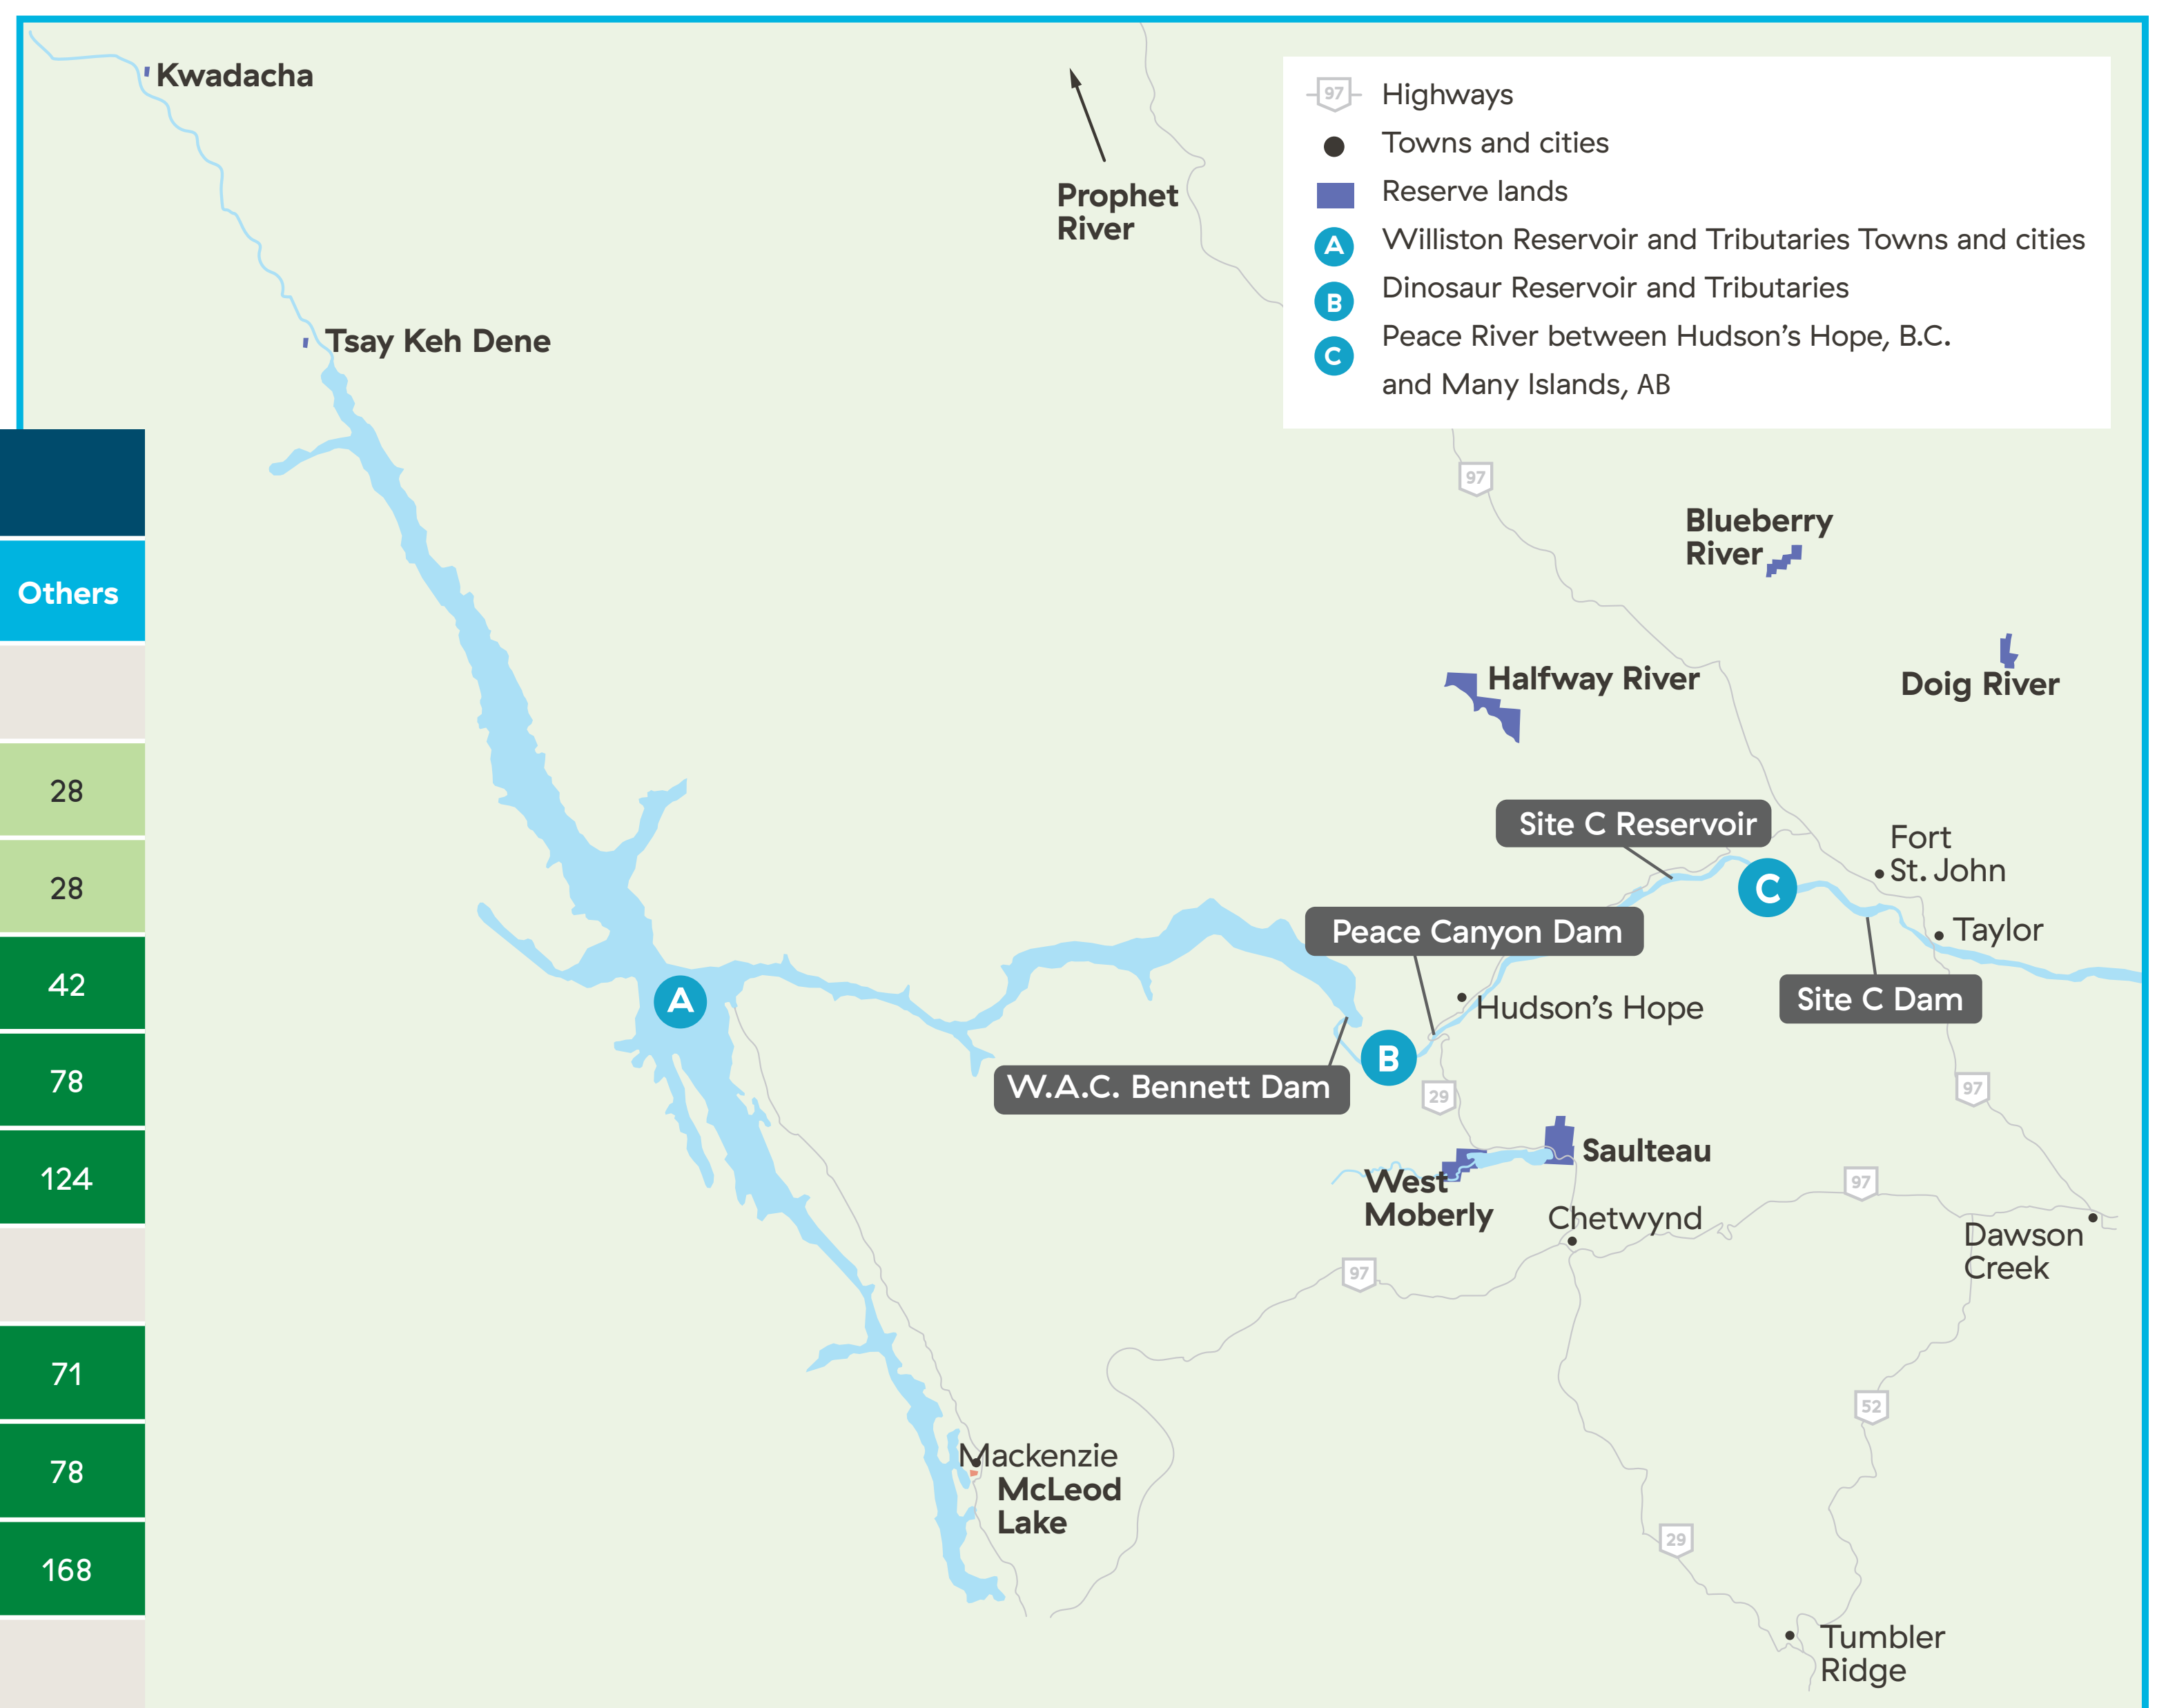 Kwadacha
Prophet
River
97
Highways
Towns and cities
Reserve lands
A
Williston Reservoir and Tributaries Towns and cities
B
Dinosaur Reservoir and Tributaries
C
Peace River between Hudson's Hope, B.C.
and Many Islands, AB
Tsay Keh Dene
97
Blueberry
River
Others
Halfway River
Doig River
28
Site C Reservoir
Fort
St. John
28
C
Peace Canyon Dam
Taylor
42
A
Hudson's Hope
Site C Dam
B
78
W.A.C. Bennett Dam
29
97
124
Saulteau
West
Moberly
97
Chetwynd
Dawson
Creek
97
71
52
78
Mackenzie
McLeod
Lake
168
29
Tumbler
Ridge